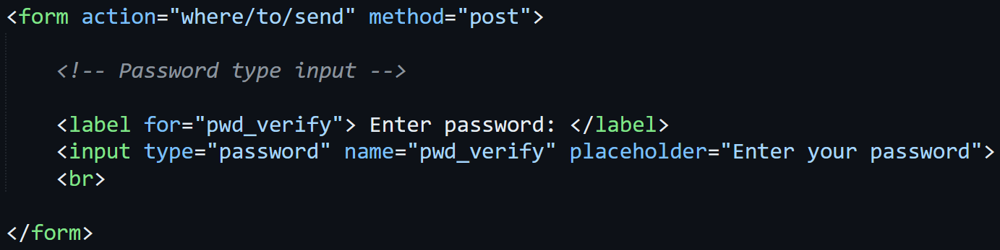 <form action="where/to/send" method="post">
<!-- Password type input -->
<label for="pwd_verify"> Enter password: </label>
<input type="password" name="pwd_verify" placeholder="Enter your password">
<br>
</form>